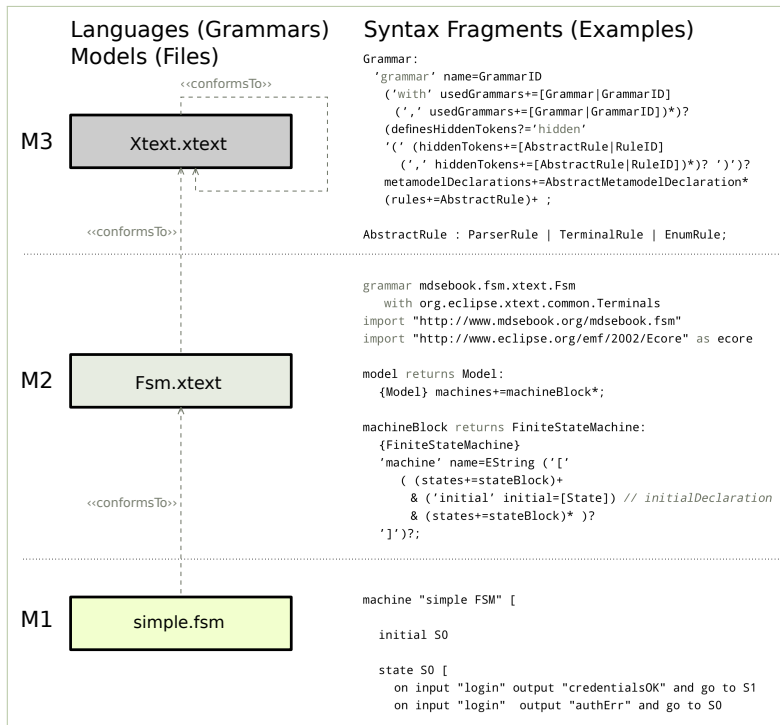 Languages (Grammars)
Models (Files)
Syntax Fragments (Examples)
‹‹conformsTo››
M3
Xtext.xtext
‹‹conformsTo››
Grammar:
‘grammar’ name=GrammarID
(‘with’ usedGrammars+=[Grammar|GrammarID]
(‘,’ usedGrammars+=[Grammar|GrammarID])*)?
(definesHiddenTokens?=‘hidden’
‘(’ (hiddenTokens+=[AbstractRule|RuleID]
(‘,’ hiddenTokens+=[AbstractRule|RuleID])*)? ’)’)?
metamodelDeclarations+=AbstractMetamodelDeclaration*
(rules+=AbstractRule)+ ;
AbstractRule : ParserRule | TerminalRule | EnumRule;
M2
Fsm.xtext
‹‹conformsTo››
grammar mdsebook.fsm.xtext.Fsm
with org.eclipse.xtext.common.Terminals
import "http://www.mdsebook.org/mdsebook.fsm"
import "http://www.eclipse.org/emf/2002/Ecore" as ecore
model returns Model:
{Model} machines+=machineBlock*;
machineBlock returns FiniteStateMachine:
{FiniteStateMachine}
’machine’ name=EString (’[’
( (states+=stateBlock)+
& (’initial’ initial=[State]) // initialDeclaration
& (states+=stateBlock)* )?
’]’)?;
M1
simple.fsm
machine "simple FSM" [
initial S0
state S0 [
on input "login" output "credentialsOK" and go to S1
on input "login"  output "authErr" and go to S0